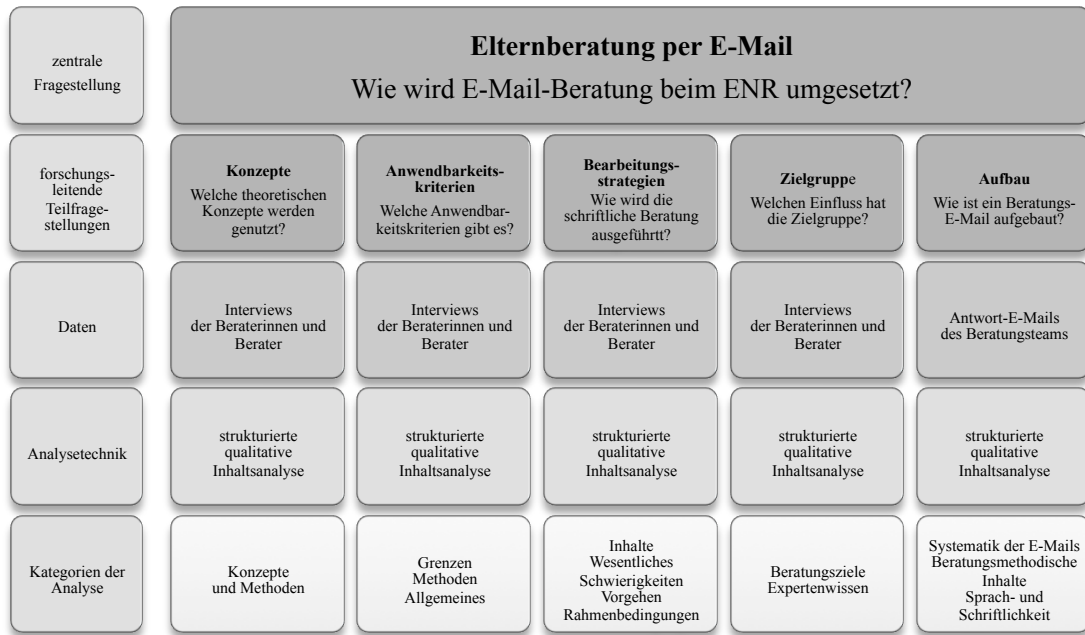 zentrale
Fragestellung
Elternberatung per E-Mail
Wie wird E-Mail-Beratung beim ENR umgesetzt?
forschungs-
leitende
Teilfrage-
stellungen
Konzepte
Welche theoretischen
Konzepte werden
genutzt?
Anwendbarkeits-
kriterien
Welche Anwendbar-
keitskriterien gibt es?
Bearbeitungs-
strategien
Wie wird die
schriftliche Beratung
ausgeführtt?
Zielgruppe
Welchen Einfluss hat
die Zielgruppe?
Aufbau
Wie ist ein Beratungs-
E-Mail aufgebaut?
Daten
Interviews
der Beraterinnen und
Berater
Interviews
der Beraterinnen und
Berater
Interviews
der Beraterinnen und
Berater
Interviews
der Beraterinnen und
Berater
Antwort-E-Mails
des Beratungsteams
Analysetechnik
strukturierte
qualitative
Inhaltsanalyse
strukturierte
qualitative
Inhaltsanalyse
strukturierte
qualitative
Inhaltsanalyse
strukturierte
qualitative
Inhaltsanalyse
strukturierte
qualitative
Inhaltsanalyse
Kategorien der
Analyse
Konzepte
und Methoden
Grenzen
Methoden
Allgemeines
Inhalte
Wesentliches
Schwierigkeiten
Vorgehen
Rahmenbedingungen
Beratungsziele
Expertenwissen
Systematik der E-Mails
Beratungsmethodische
Inhalte
Sprach- und
Schriftlichkeit